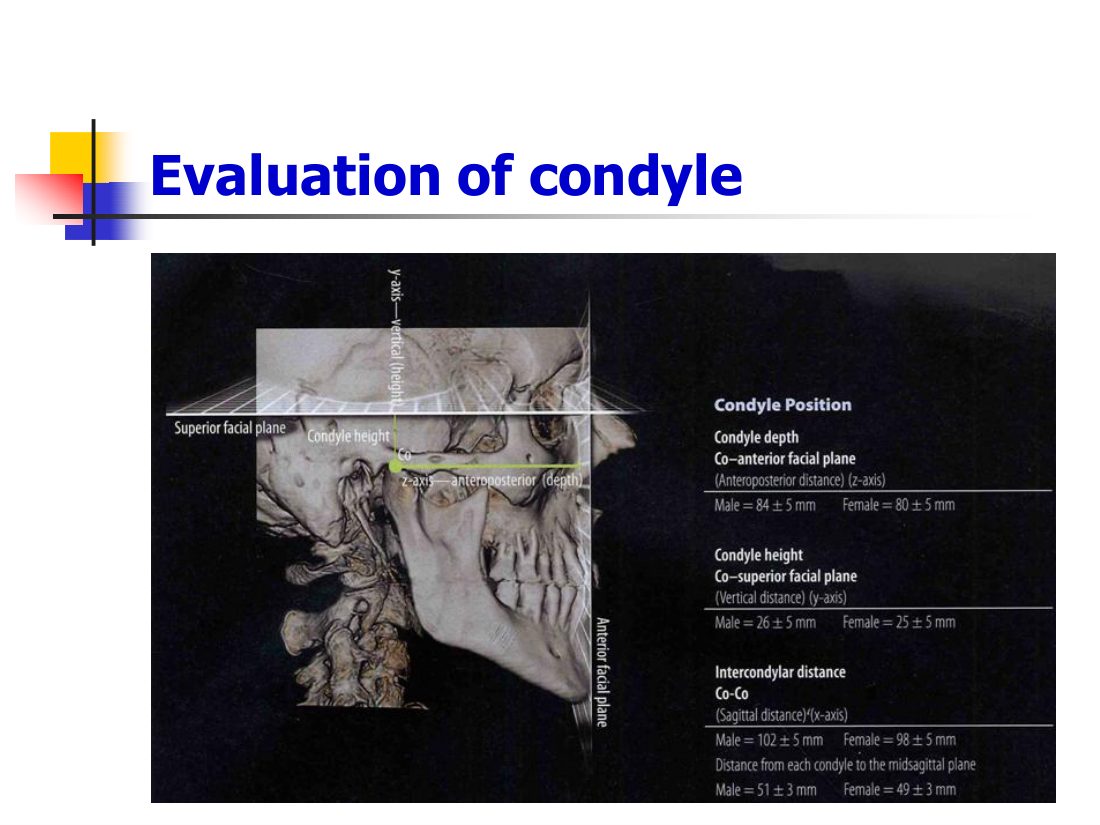 Evaluation of condyle
y-axis—vertical (height)
Superior facial plane
Condyle height
Co
z-axis—anteroposterior (depth)
Anterior facial plane
Condyle Position
Condyle depth
Co–anterior facial plane
(Anteroposterior distance) (z-axis)
Male = 84 ± 5 mm Female = 80 ± 5 mm
Condyle height
Co–superior facial plane
(Vertical distance) (y-axis)
Male = 26 ± 5 mm Female = 25 ± 5 mm
Intercondylar distance
Co-Co
(Sagittal distance) (x-axis)
Male = 102 ± 5 mm Female = 98 ± 5 mm
Distance from each condyle to the midsagittal plane
Male = 51 ± 3 mm Female = 49 ± 3 mm